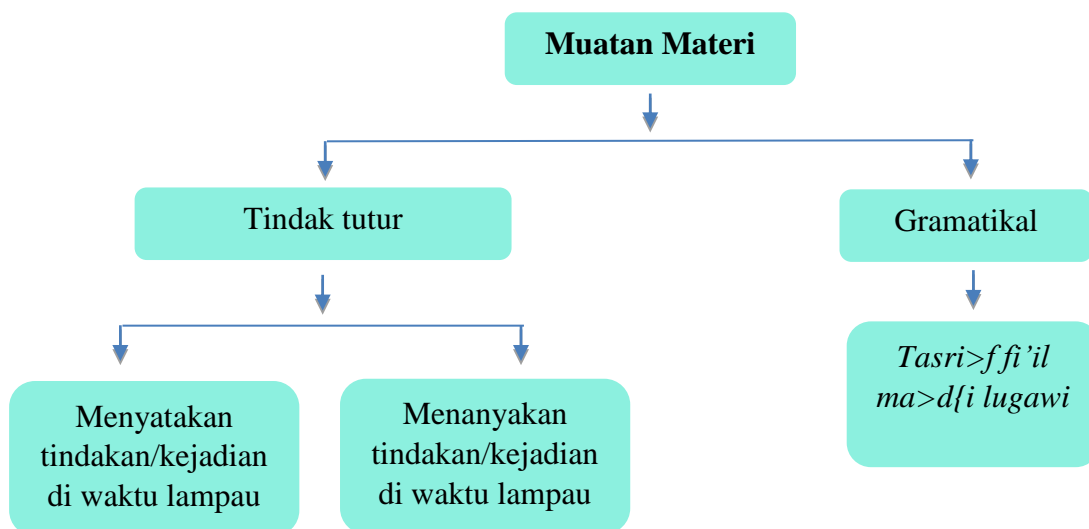 Muatan Materi
Tindak tutur
Gramatikal
Menyatakan
tindakan/kejadian
di waktu lampau
Menanyakan
tindakan/kejadian
di waktu lampau
Tasri>f fi’il
ma>d{i lugawi